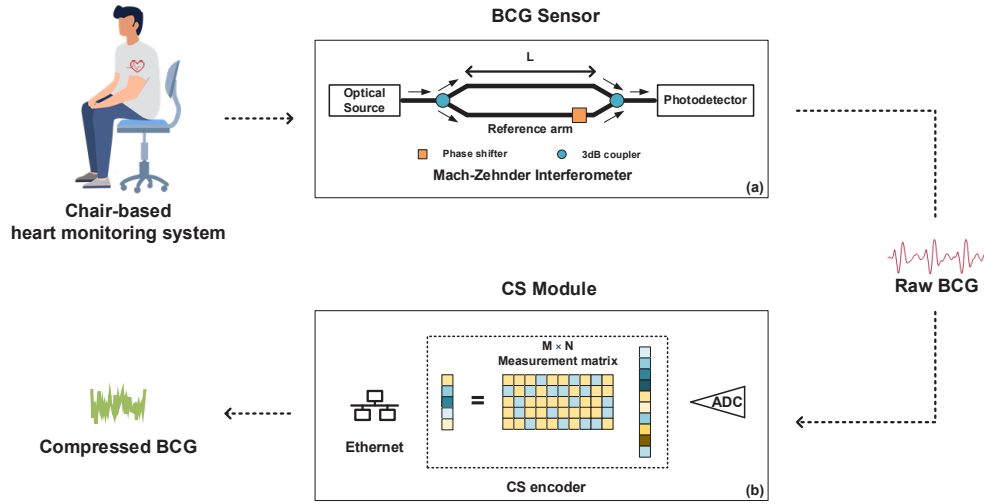 BCG Sensor
L
Optical
Source
Photodetector
Reference arm
Phase shifter
3dB coupler
Mach-Zehnder Interferometer
(a)
Chair-based
heart monitoring system
Raw BCG
CS Module
M × N
Measurement matrix
=
ADC
Ethernet
Compressed BCG
CS encoder
(b)